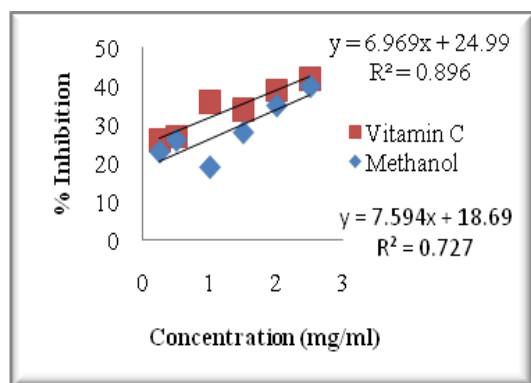 50
40
30
20
10
0
% Inhibition
y = 6.969x + 24.99
R² = 0.896
Vitamin C
Methanol
y = 7.594x + 18.69
R² = 0.727
0 1 2 3
Concentration (mg/ml)